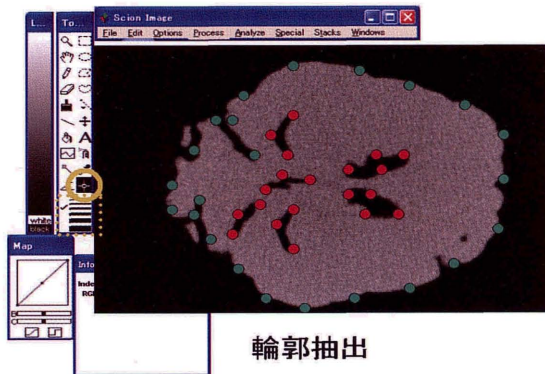 L...
To...
Scion Image
File Edit Options Process Analyze Special Stacks Windows
A
white
black
Map
Info
Inde
RG
B
C
輪郭抽出